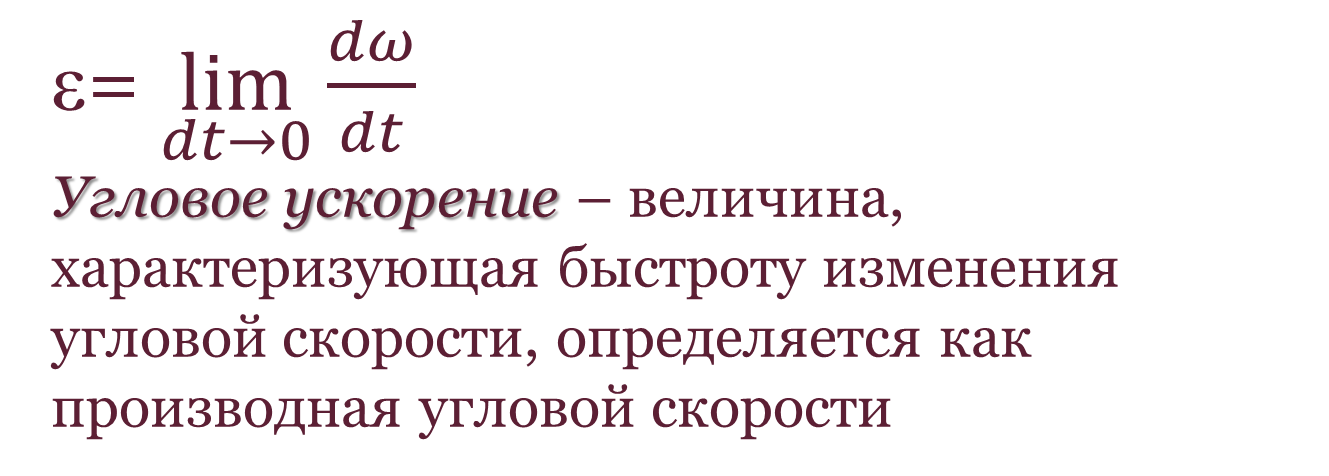 ε= lim dt→0 dω/dt
Угловое ускорение – величина,
характеризующая быстроту изменения
угловой скорости, определяется как
производная угловой скорости